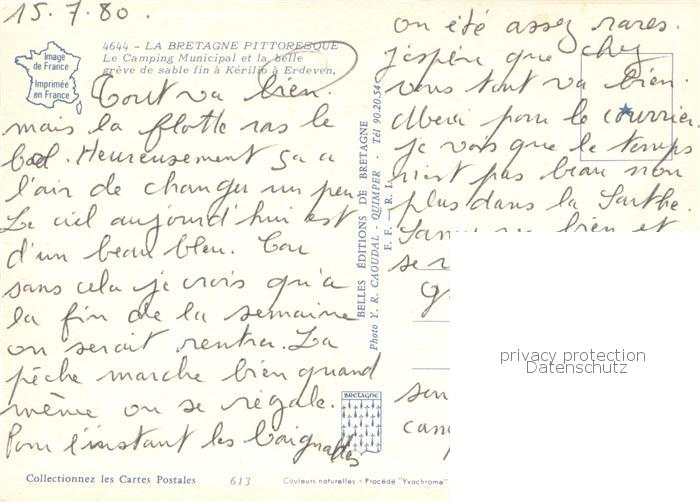 15.7.80.
4644 - LA BRETAGNE PITTORESQUE
Le Camping Municipal et la belle
grève de sable fin à Kérillio à Erdeven.
Image
de France
Imprimée
en France
Tout va bien.
mais la flotte ras le
bol. Heureusement ça a
l'air de changer un peu
Le ciel aujourd'hui est
d'un beau bleu. Car
sans cela je crois qu'à
la fin de la semaine
on serait rentré. La
pêche marche bien quand
même on se régale.
Pour l'instant les baignades
on été assez rares.
j'espère que chez
vous tout va bien.
Merci pour le courrier.
je vois que le temps
n'est pas beau non
plus dans la Sarthe.
va bien et
se
son
BELLES ÉDITIONS DE BRETAGNE
Photo Y. R. CAOUDAL - QUIMPER - Tél 90.20.54
F. F. - R. I.
BRETAGNE
Collectionnez les Cartes Postales
613
Couleurs naturelles - Procédé "Yvachrome"
privacy protection
Datenschutz